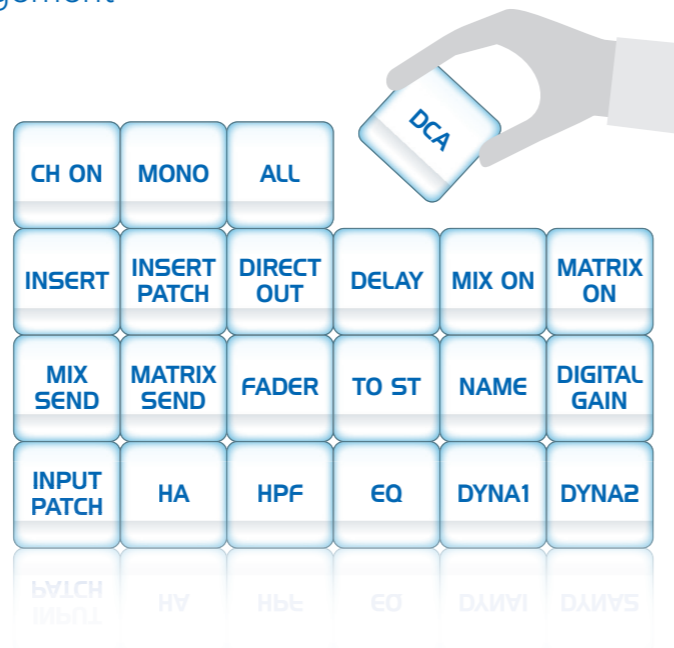 gement
DCA
CH ON
MONO
ALL
INSERT
INSERT
PATCH
DIRECT
OUT
DELAY
MIX ON
MATRIX
ON
MIX
SEND
MATRIX
SEND
FADER
TO ST
NAME
DIGITAL
GAIN
INPUT
PATCH
HA
HPF
EQ
DYNA1
DYNA2